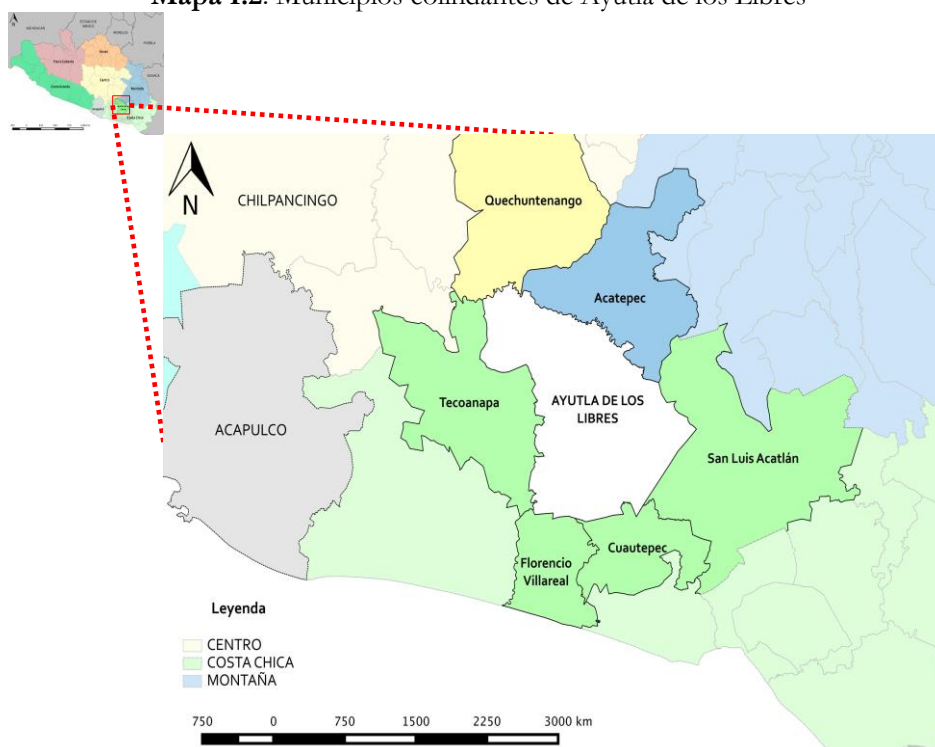 Mapa 1.2. Municipios colindantes de Ayutla de los Libres
N
CHILPANCINGO
Quechuntenango
Acatepec
Tecoanapa
AYUTLA DE LOS
LIBRES
ACAPULCO
San Luis Acatlán
Cuautepec
Florencio
Villareal
Leyenda
CENTRO
COSTA CHICA
MONTAÑA
750 0 750 1500 2250 3000 km